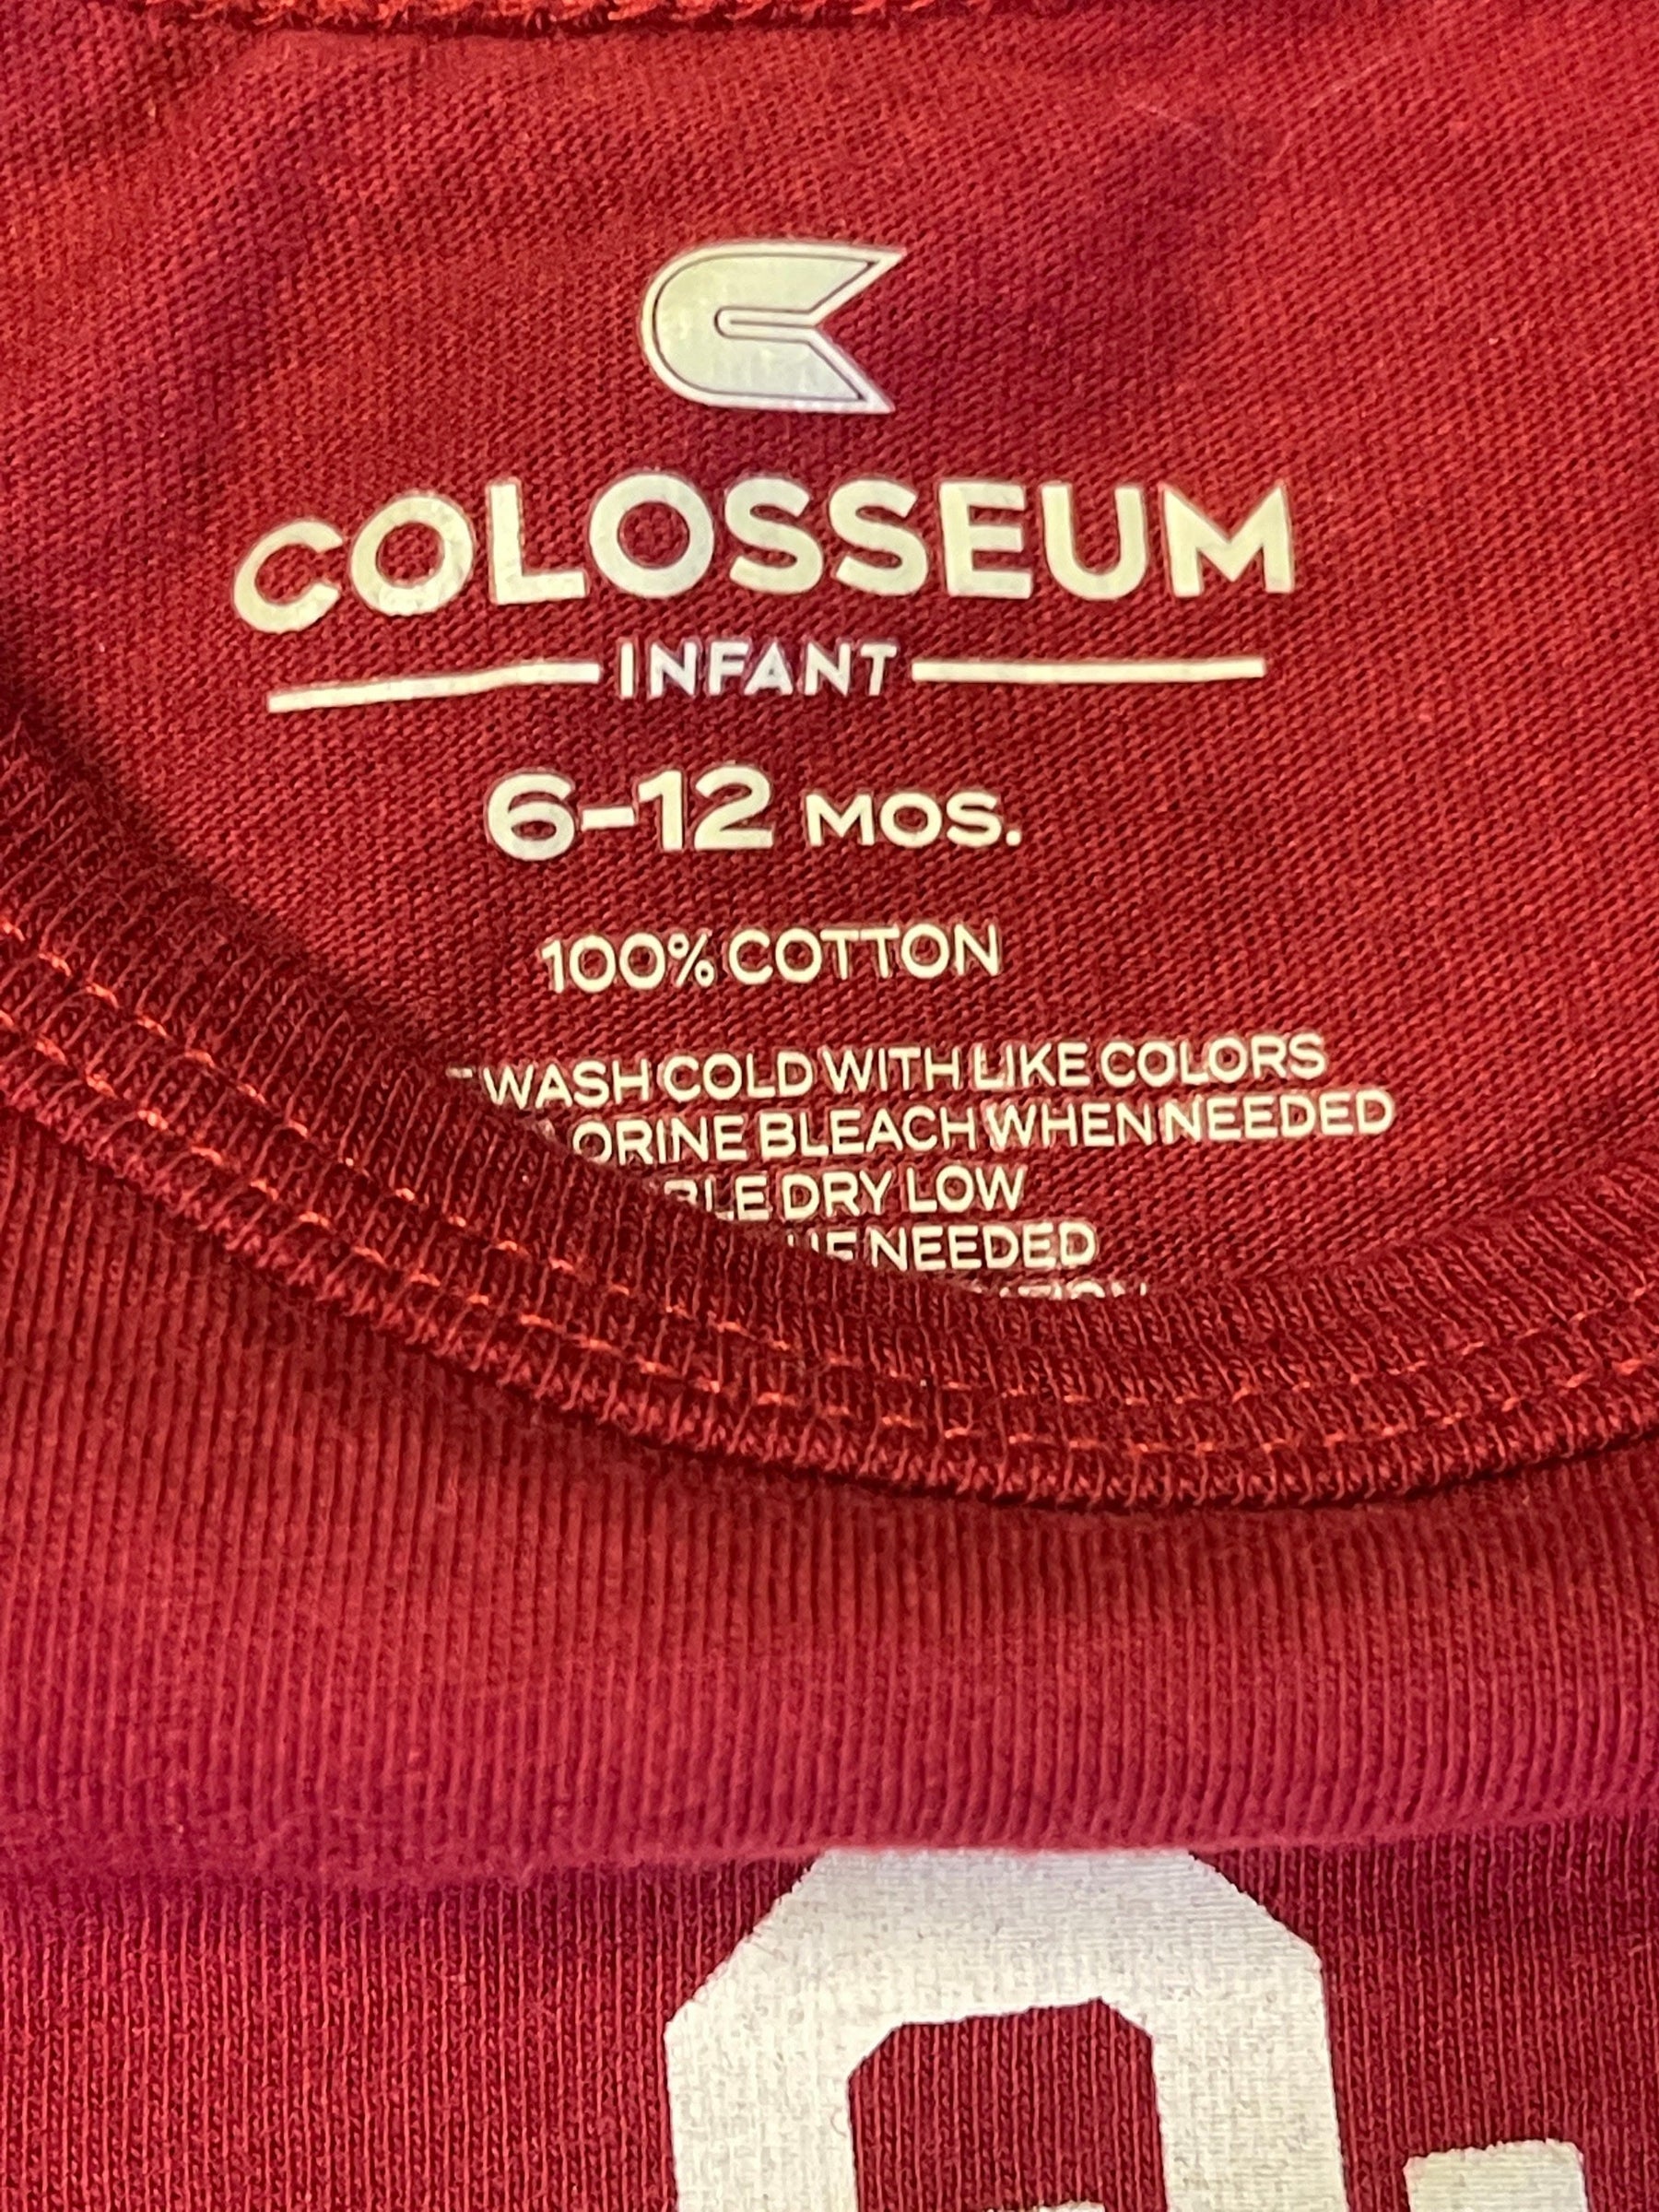 COLOSSEUM
INFANT
6-12 MOS.
100% COTTON
WASH COLD WITH LIKE COLORS
BLEACH WHEN NEEDED
DRY LOW
NEEDED